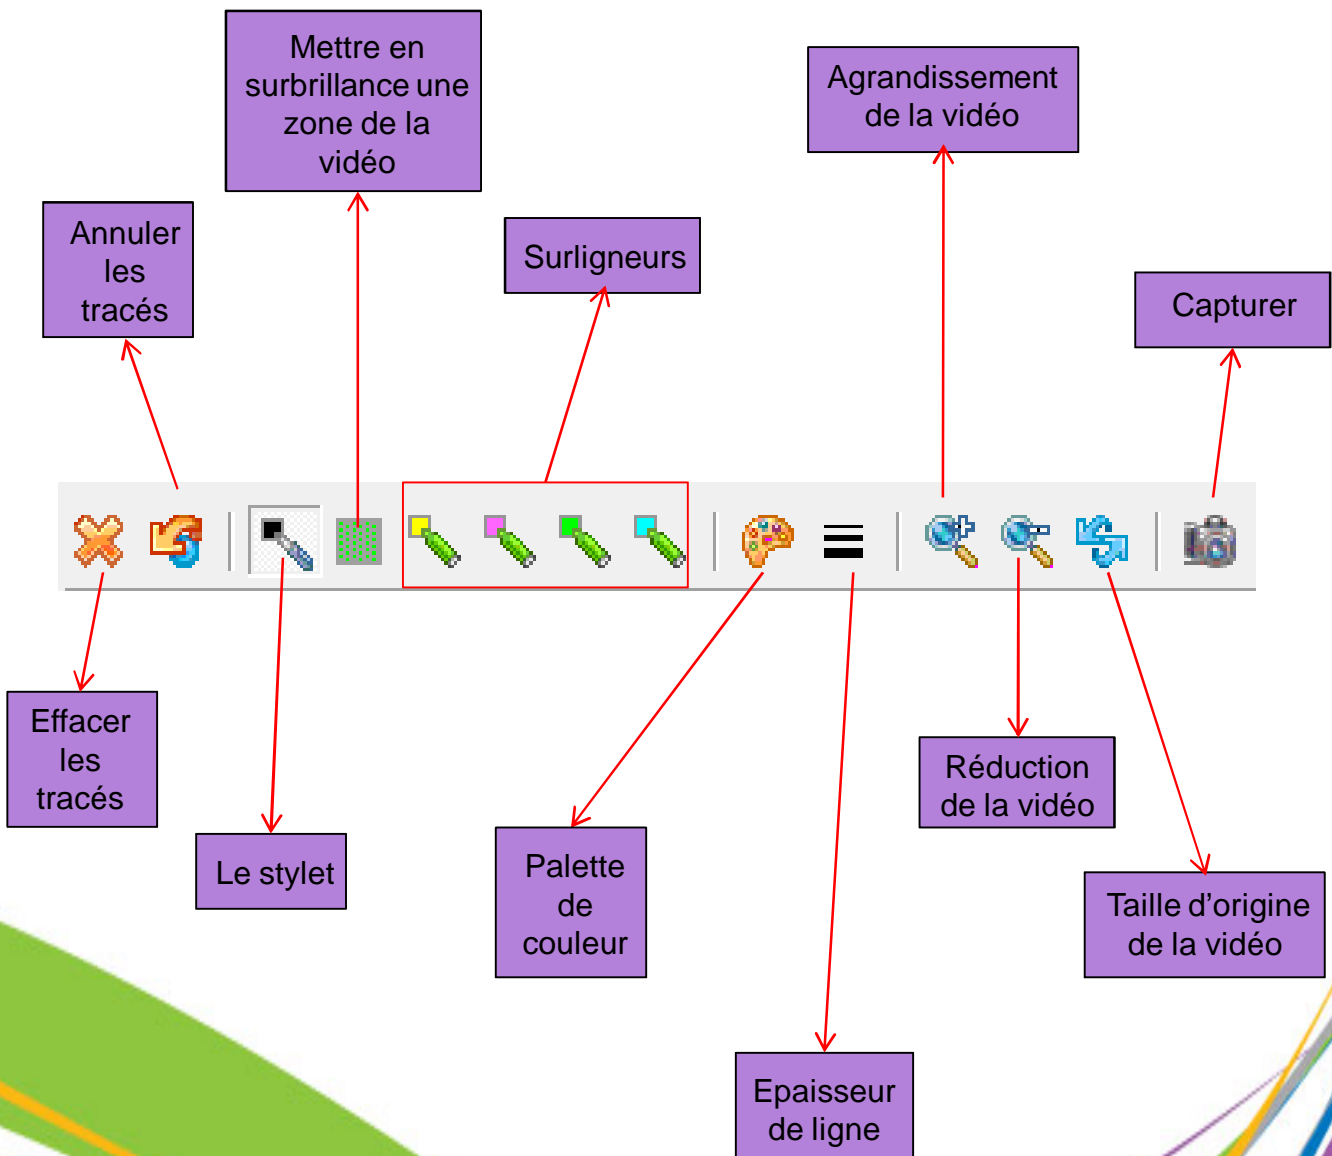 Mettre en
surbrillance une
zone de la
vidéo
Agrandissement
de la vidéo
Annuler
les
tracés
Surligneurs
Capturer
Effacer
les
tracés
Le stylet
Palette
de
couleur
Réduction
de la vidéo
Taille d'origine
de la vidéo
Epaisseur
de ligne